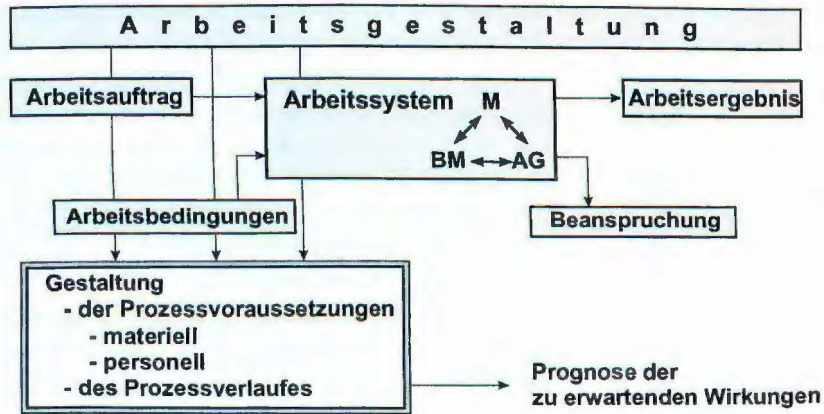 Arbeitsgestaltung
Arbeitsauftrag
Arbeitssystem M
Arbeitsergebnis
BM AG
Arbeitsbedingungen
Beanspruchung
Gestaltung
- der Prozessvoraussetzungen
- materiell
- personell
- des Prozessverlaufes
Prognose der
zu erwartenden Wirkungen